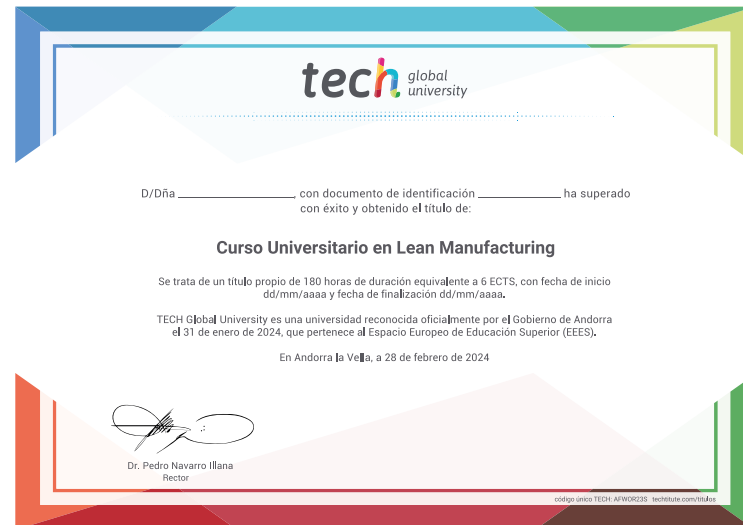 tech global
university
D/Dña ____________________, con documento de identificación ______________ ha superado
con éxito y obtenido el título de:
Curso Universitario en Lean Manufacturing
Se trata de un título propio de 180 horas de duración equivalente a 6 ECTS, con fecha de inicio
dd/mm/aaaa y fecha de finalización dd/mm/aaaa.
TECH Global University es una universidad reconocida oficialmente por el Gobierno de Andorra
el 31 de enero de 2024, que pertenece al Espacio Europeo de Educación Superior (EEES).
En Andorra la Vella, a 28 de febrero de 2024
Dr. Pedro Navarro Illana
Rector
código único TECH: AFWOR23S techtitute.com/titulos